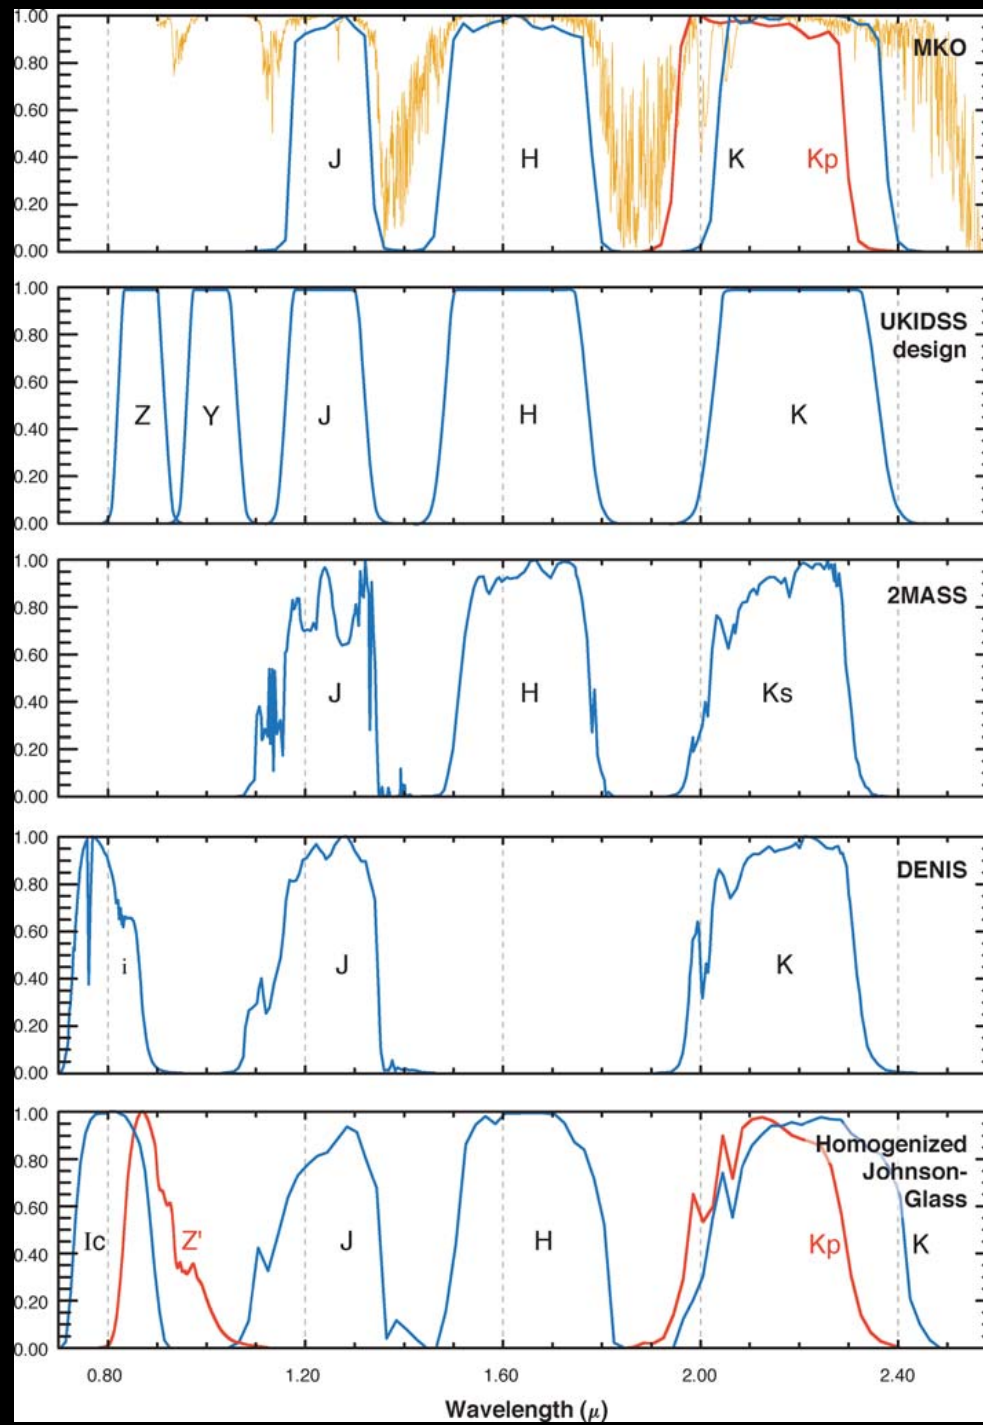 1.00
MKO
0.80
0.60
0.40
J
H
K
Kp
0.20
0.00
1.00
UKIDSS
design
0.80
0.60
Z
Y
J
H
K
0.40
0.20
0.00
1.00
2MASS
0.80
0.60
J
H
Ks
0.40
0.20
0.00
1.00
DENIS
0.80
0.60
i
J
K
0.40
0.20
0.00
1.00
Homogenized
Johnson-
Glass
0.80
0.60
Ic
Z'
J
H
Kp
K
0.40
0.20
0.00
0.80 1.20 1.60 2.00 2.40
Wavelength (μ)